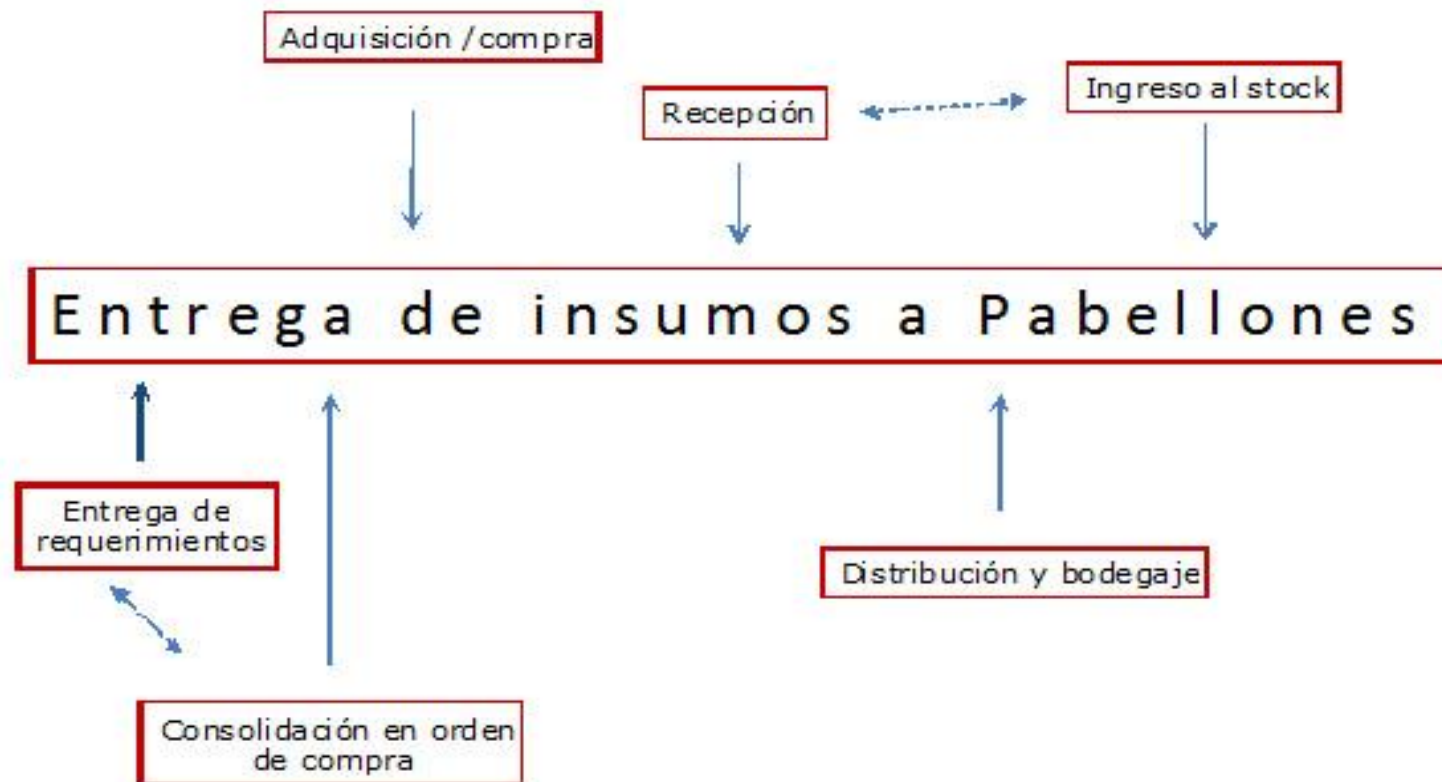 Adquisición / compra
Recepción
Ingreso al stock
Entrega de insumos a Pabellones
Entrega de
requerimientos
Distribución y bodegaje
Consolidación en orden
de compra